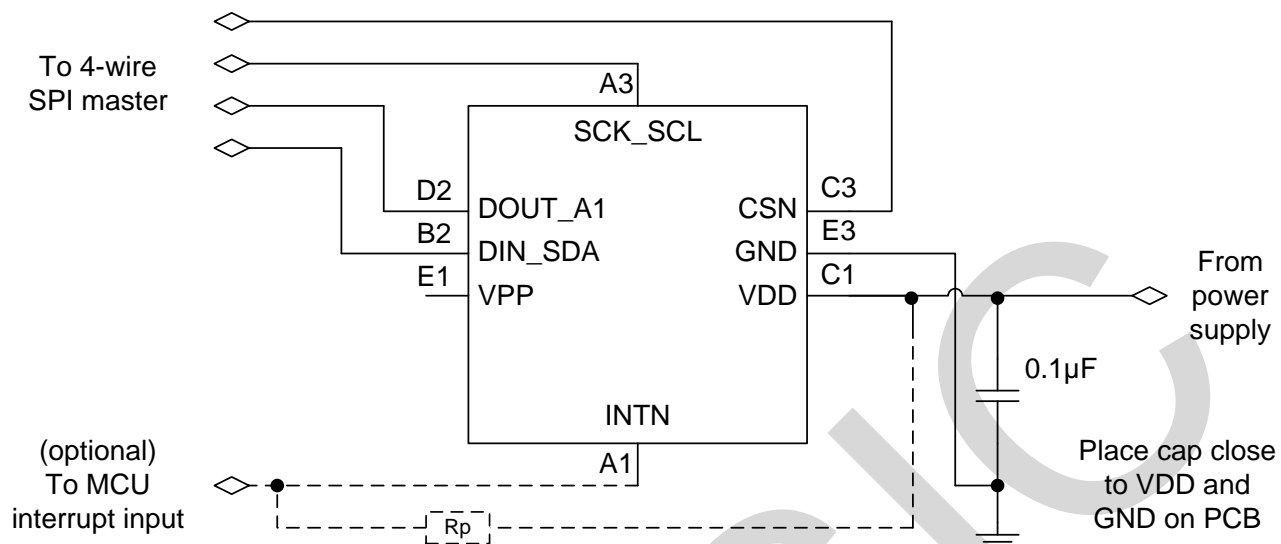 To 4-wire
SPI master
A3
SCK_SCL
D2
DOUT_A1
B2
DIN_SDA
E1
VPP
CSN
C3
GND
E3
VDD
C1
From
power
supply
0.1µF
INTN
A1
(optional)
To MCU
interrupt input
Rp
Place cap close
to VDD and
GND on PCB